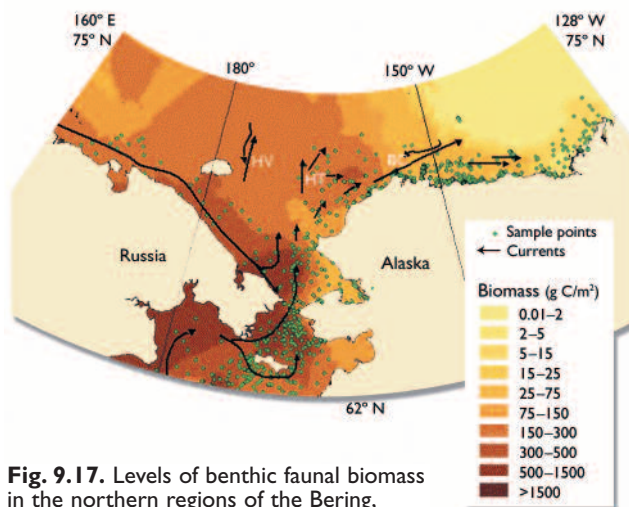 160° E
75° N
128° W
75° N
180°
150° W
HV
HT
BC
Russia
Alaska
62° N
Sample points
Currents
Biomass (g C/m²)
0.01–2
2–5
5–15
15–25
25–75
75–150
150–300
300–500
500–1500
>1500
Fig. 9.17. Levels of benthic faunal biomass
in the northern regions of the Bering,